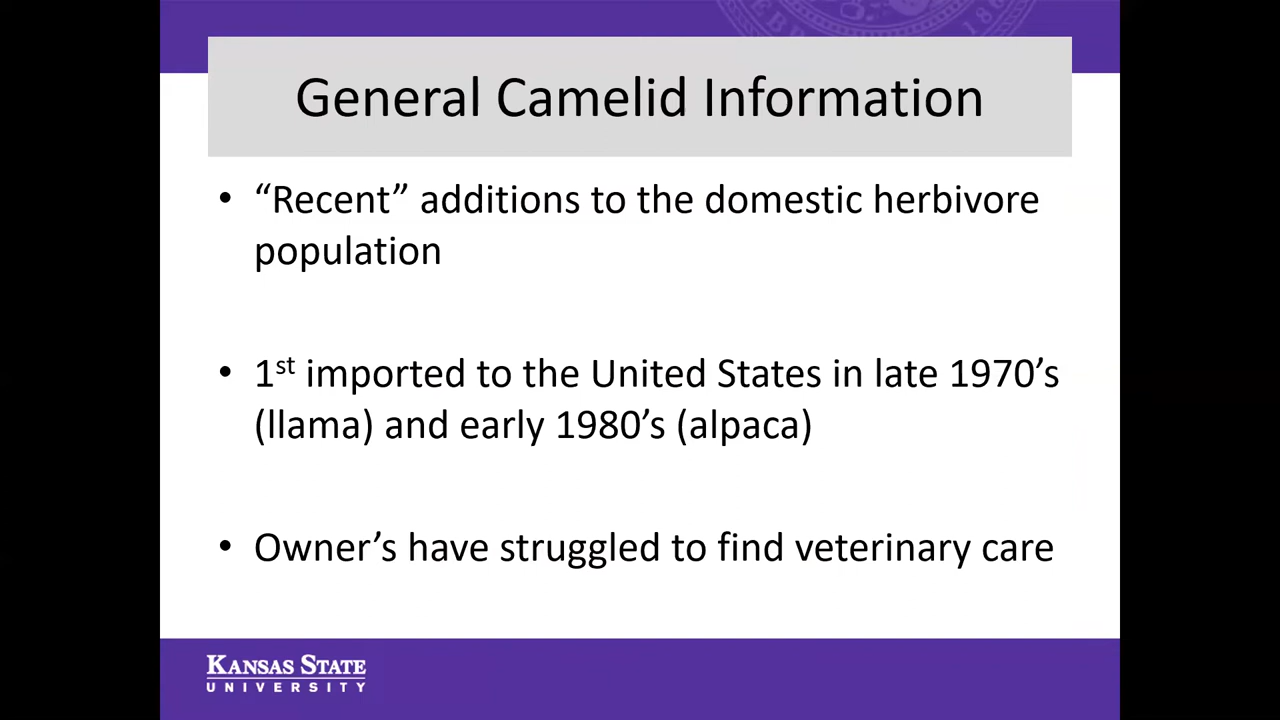 General Camelid Information
• “Recent” additions to the domestic herbivore
population
• 1st imported to the United States in late 1970’s
(llama) and early 1980’s (alpaca)
• Owner’s have struggled to find veterinary care
KANSAS STATE
UNIVERSITY